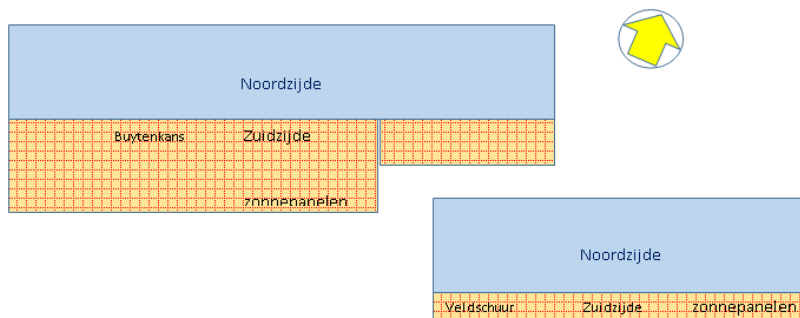 Noordzijde
Buytenkans Zuidzijde
zonnepanelen
Noordzijde
Veldschuur Zuidzijde zonnepanelen